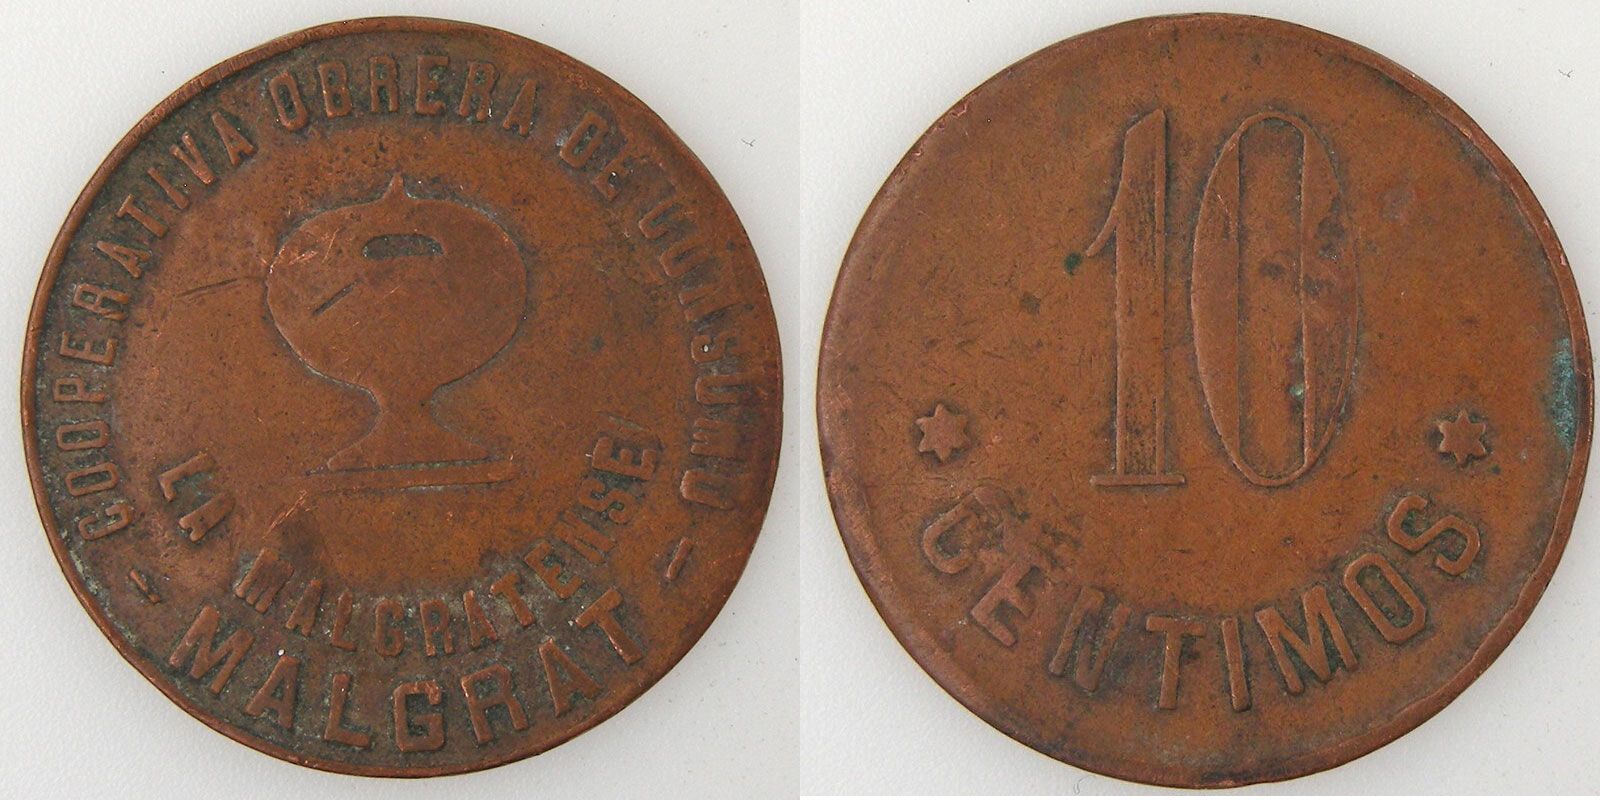 COOPERATIVA OBRERA DE CONSUMO
LA MALGRATENSE
- MALGRAT -
10
* CENTIMOS *